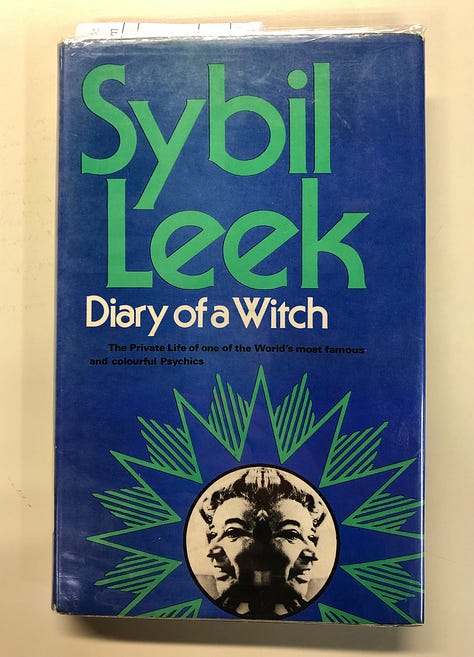 Sybil
Leek
Diary of a Witch
The Private Life of one of the World's most famous
and colourful Psychics